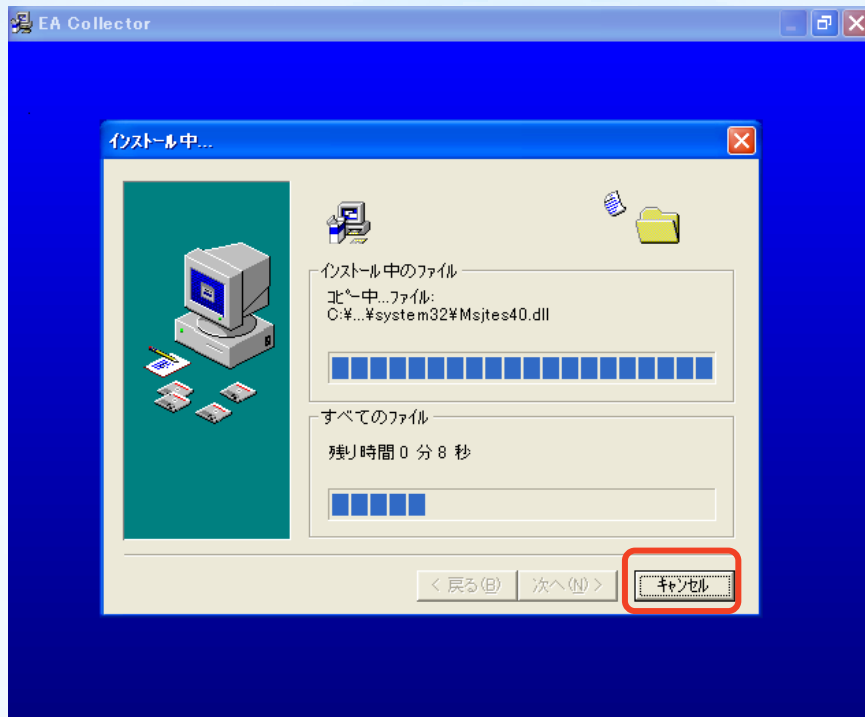 EA Collector
インストール中...
インストール中のファイル
コピー中...ファイル:
C:¥...¥system32¥Msjtes40.dll
すべてのファイル
残り時間 0 分 8 秒
< 戻る(B)
次へ(N) >
キャンセル